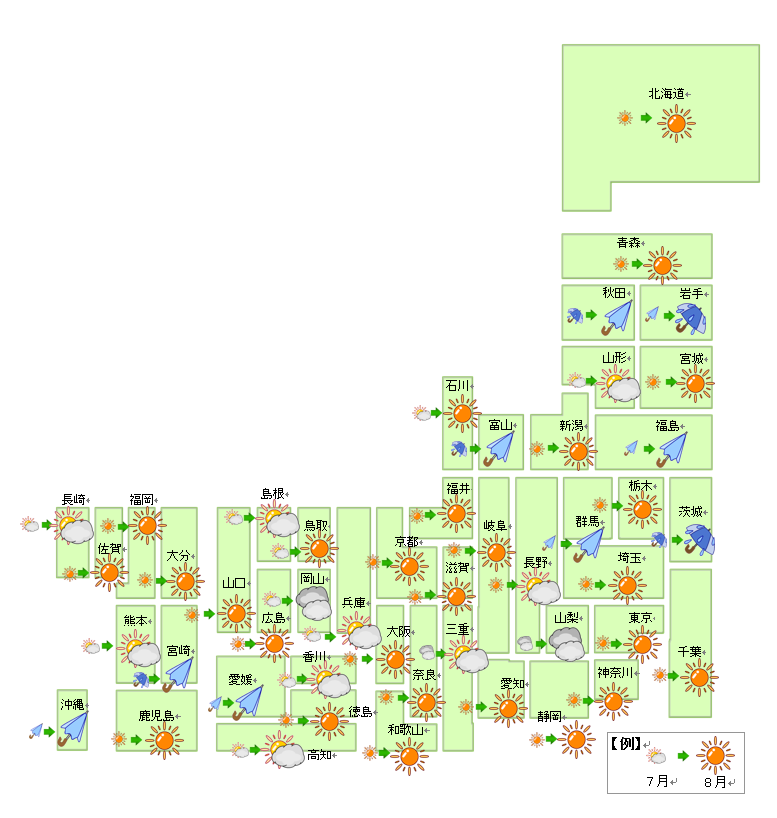 北海道
青森
秋田
岩手
山形
宮城
石川
富山
新潟
福島
長崎
福岡
島根
福井
栃木
佐賀
鳥取
岐阜
群馬
茨城
大分
京都
長野
埼玉
山口
岡山
滋賀
熊本
広島
兵庫
大阪
三重
山梨
東京
宮崎
香川
奈良
千葉
沖縄
愛媛
愛知
神奈川
鹿児島
徳島
静岡
和歌山
高知
【例】
７月
８月